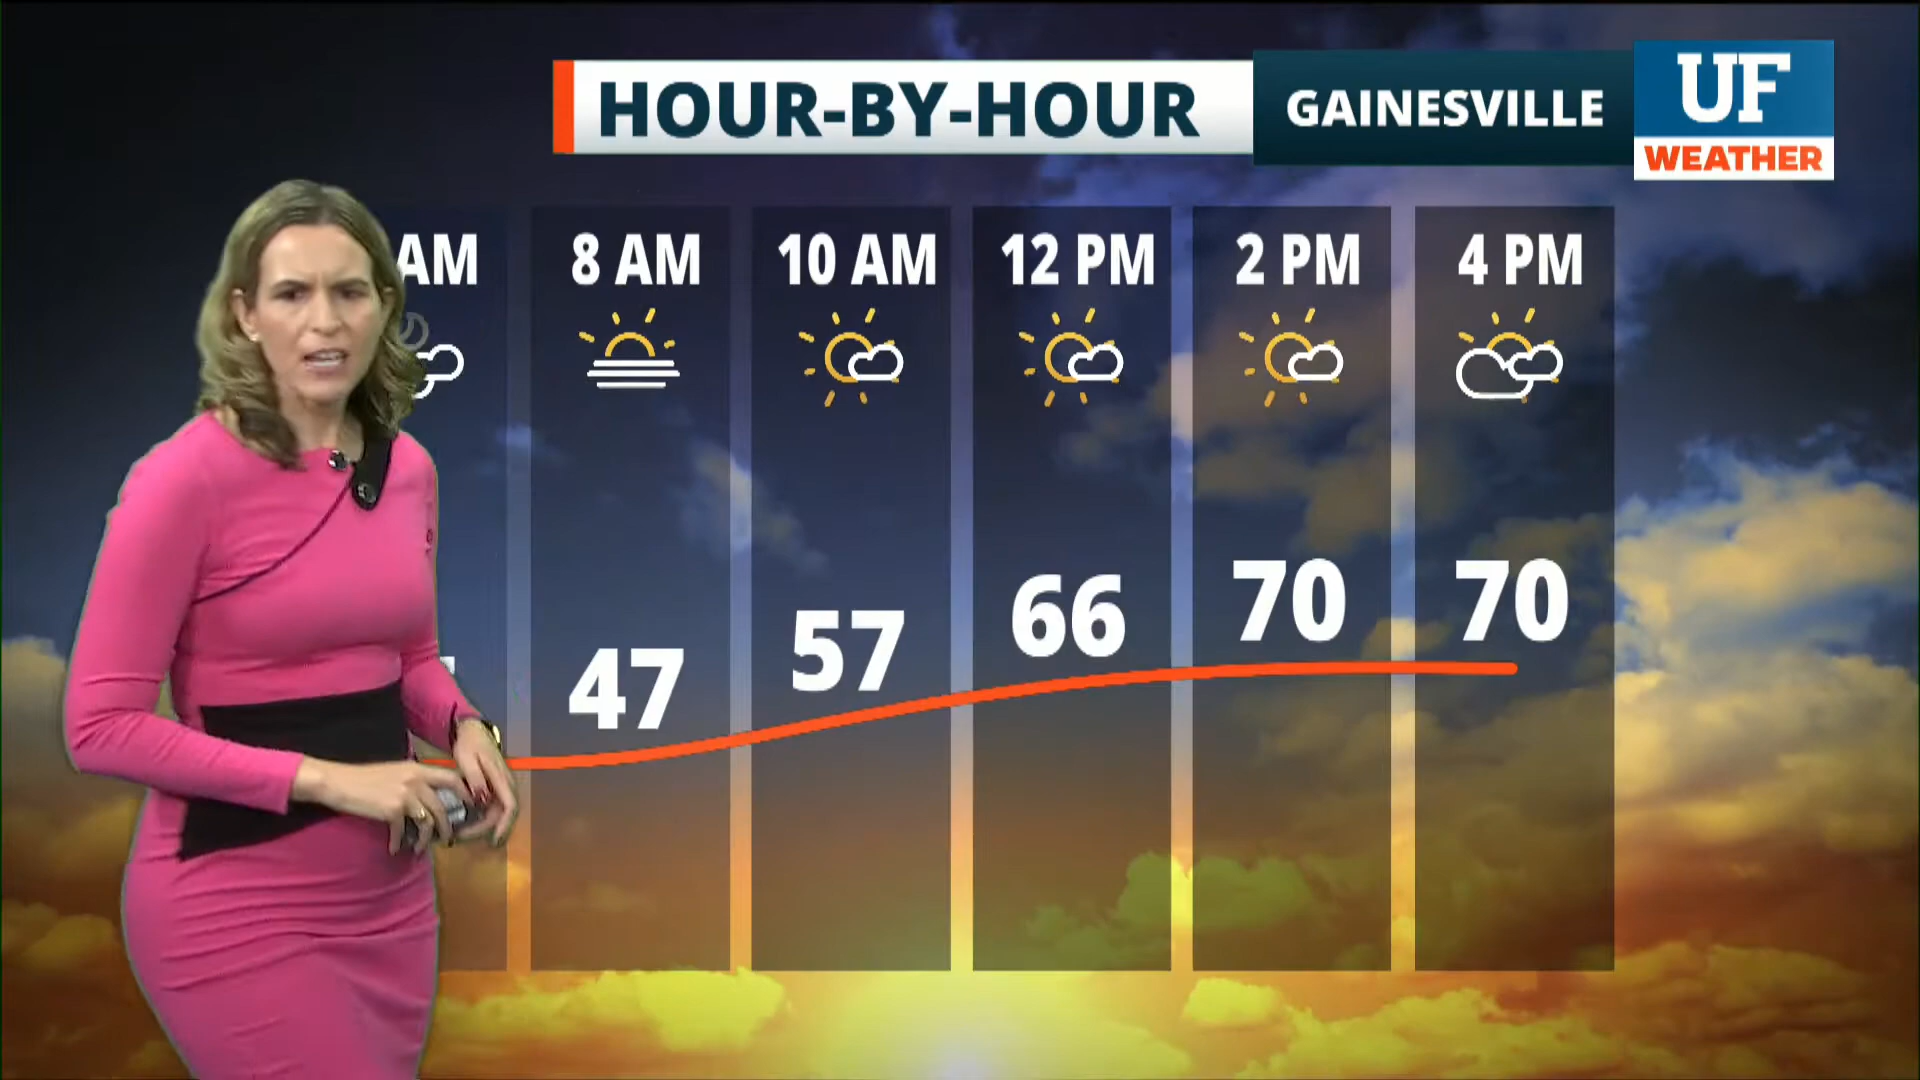 HOUR-BY-HOUR
GAINESVILLE
UF
WEATHER
AM
8 AM
10 AM
12 PM
2 PM
4 PM
47
57
66
70
70